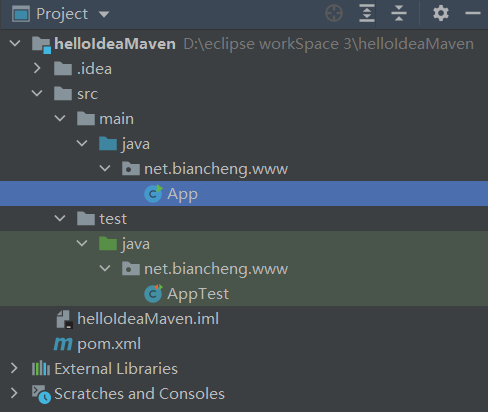 Project
helloIdeaMaven D:\eclipse workSpace 3\helloIdeaMaven
.idea
src
main
java
net.biancheng.www
App
test
java
net.biancheng.www
AppTest
helloIdeaMaven.iml
pom.xml
External Libraries
Scratches and Consoles